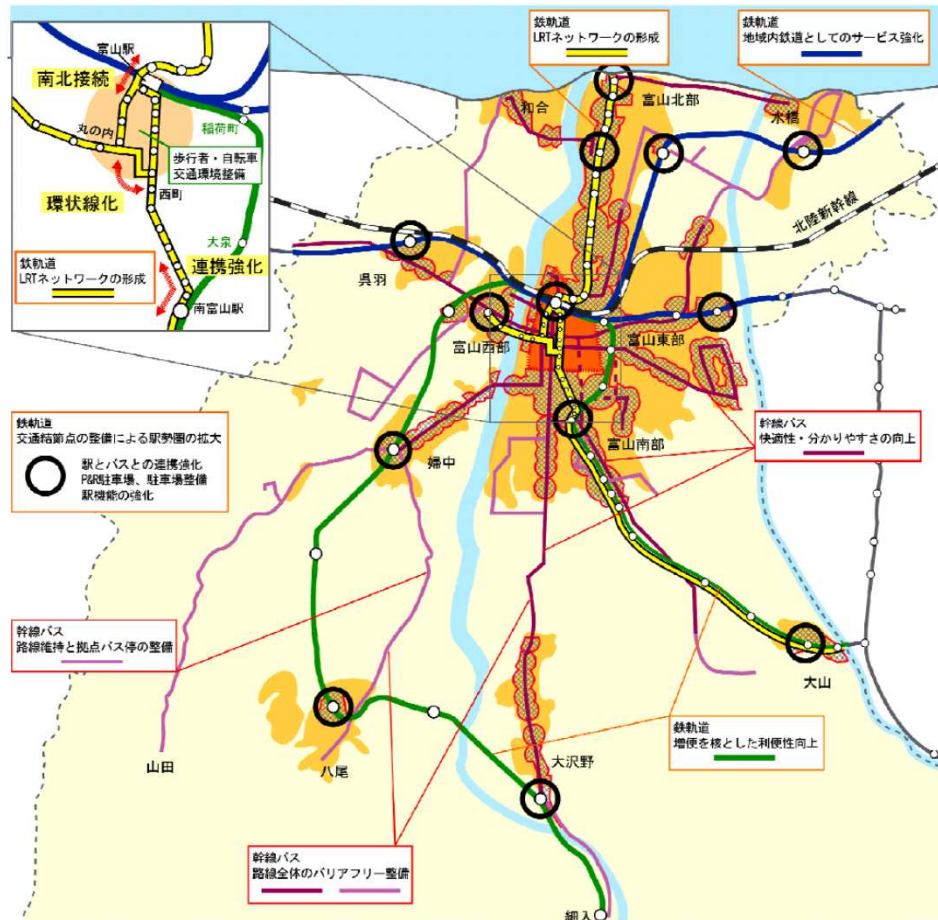 富山駅
南北接続
丸の内
稲荷町
歩行者・自転車
交通環境整備
環状線化
西町
大泉
連携強化
鉄軌道
LRTネットワークの形成
南富山駅
鉄軌道
LRTネットワークの形成
鉄軌道
地域内鉄道としてのサービス強化
和合
富山北部
水橋
北陸新幹線
呉羽
富山西部
富山東部
鉄軌道
交通結節点の整備による駅勢圏の拡大
駅とバスとの連携強化
P&R駐車場、駐車場整備
駅機能の強化
婦中
富山南部
幹線バス
快適性・分かりやすさの向上
幹線バス
路線維持と拠点バス停の整備
大山
鉄軌道
増便を核とした利便性向上
山田
八尾
大沢野
幹線バス
路線全体のバリアフリー整備
細入